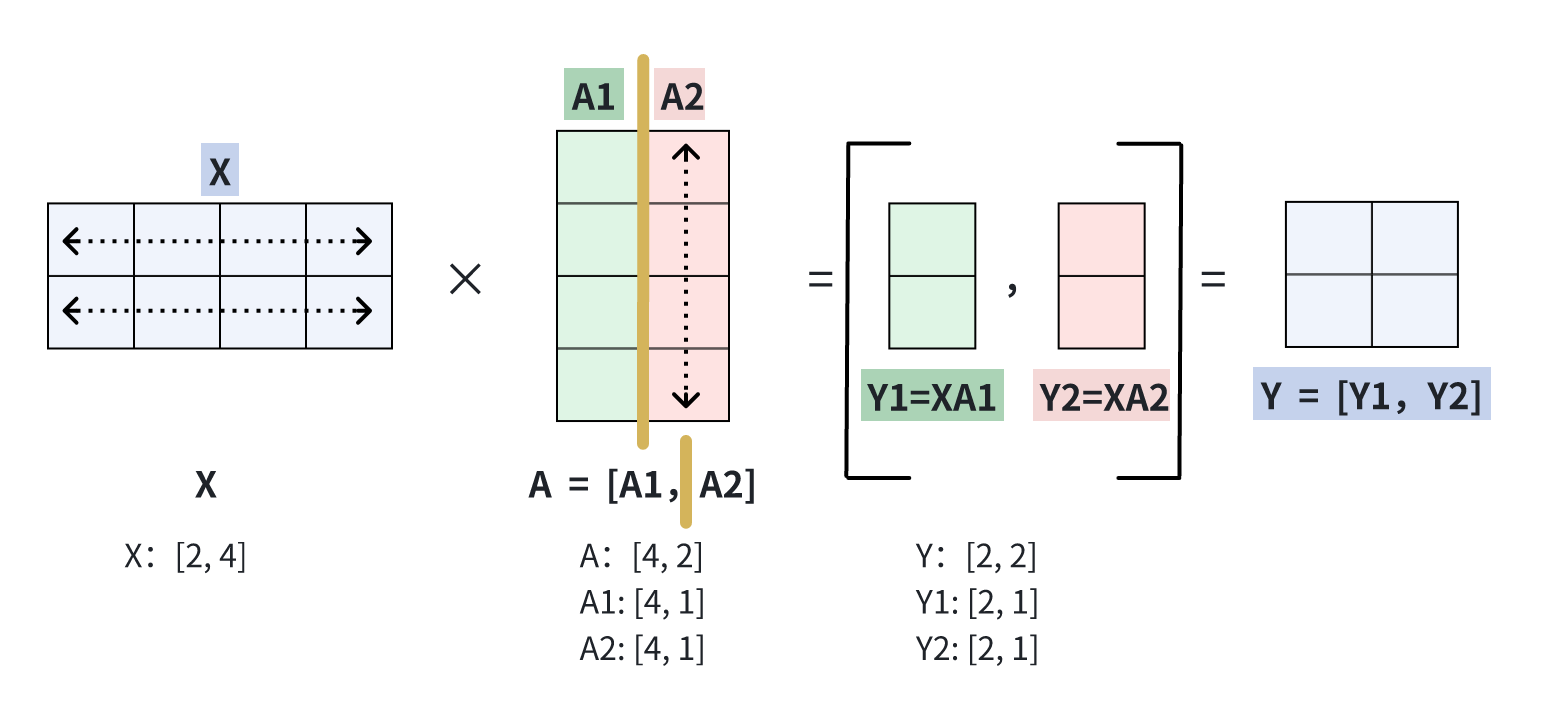 X
A1 A2
×
=
,
=
Y1=XA1
Y2=XA2
Y = [Y1, Y2]
X
A = [A1, A2]
X: [2, 4]
A: [4, 2]
A1: [4, 1]
A2: [4, 1]
Y: [2, 2]
Y1: [2, 1]
Y2: [2, 1]